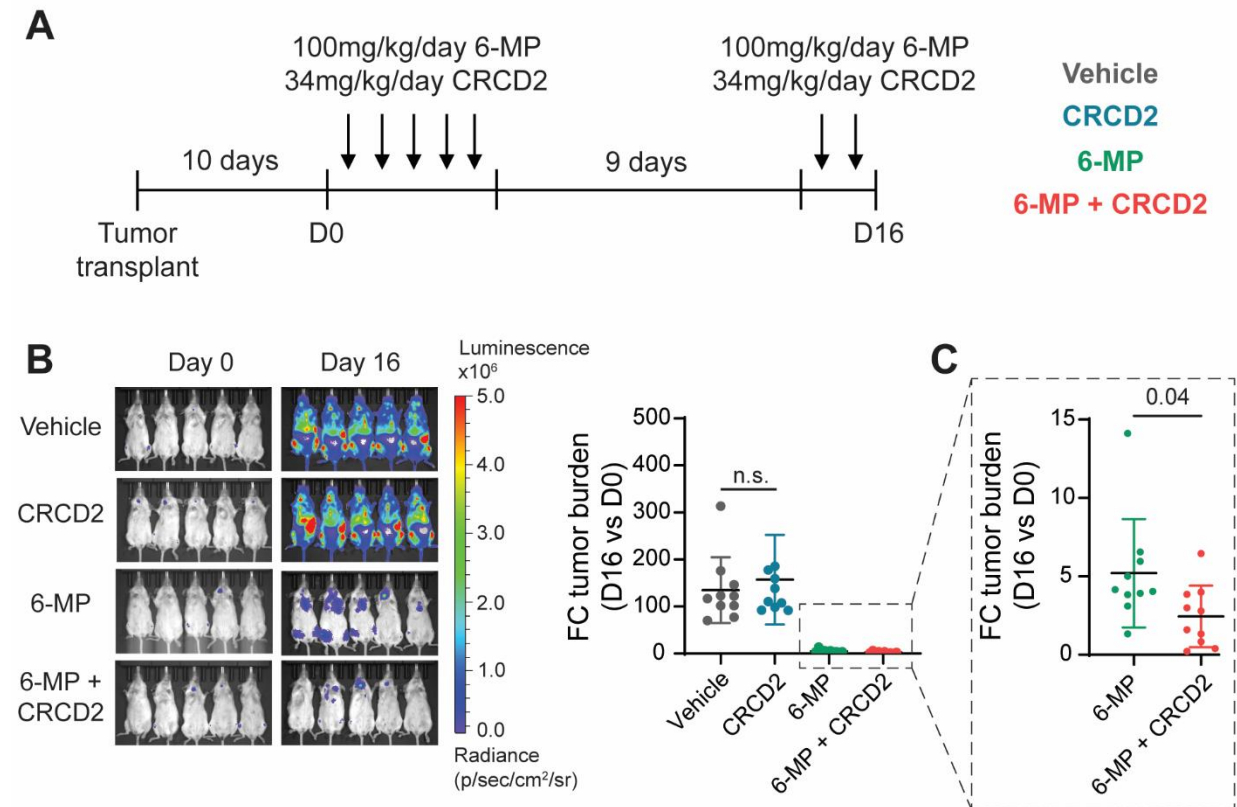 A
100mg/kg/day 6-MP
34mg/kg/day CRCD2
100mg/kg/day 6-MP
34mg/kg/day CRCD2
Vehicle
CRCD2
6-MP
6-MP + CRCD2
10 days
9 days
Tumor
transplant
D0
D16
B
Day 0
Day 16
Vehicle
CRCD2
6-MP
6-MP +
CRCD2
Luminescence
x10⁶
5.0
4.0
3.0
2.0
1.0
0.0
Radiance
(p/sec/cm²/sr)
FC tumor burden
(D16 vs D0)
500
400
300
200
100
0
n.s.
Vehicle
CRCD2
6-MP
6-MP + CRCD2
C
FC tumor burden
(D16 vs D0)
15
10
5
0
0.04
6-MP
6-MP + CRCD2